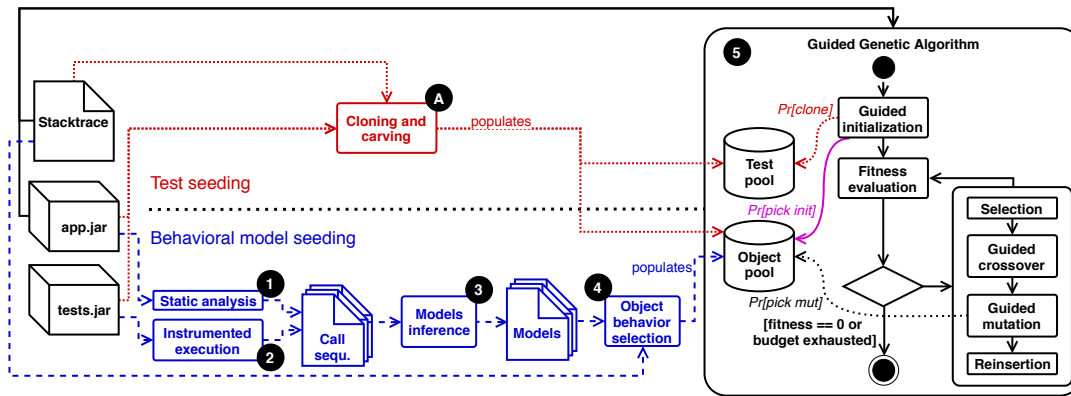 5
Guided Genetic Algorithm
Stacktrace
A
Cloning and
carving
populates
Pr[clone]
Guided
initialization
Test
pool
Fitness
evaluation
Test seeding
app.jar
Behavioral model seeding
Pr[pick init]
Selection
Object
pool
populates
Guided
crossover
tests.jar
Static analysis
1
Instrumented
execution
2
Call
sequ.
Models
inference
3
Models
4
Object
behavior
selection
Pr[pick mut]
Guided
mutation
[fitness == 0 or
budget exhausted]
Reinsertion